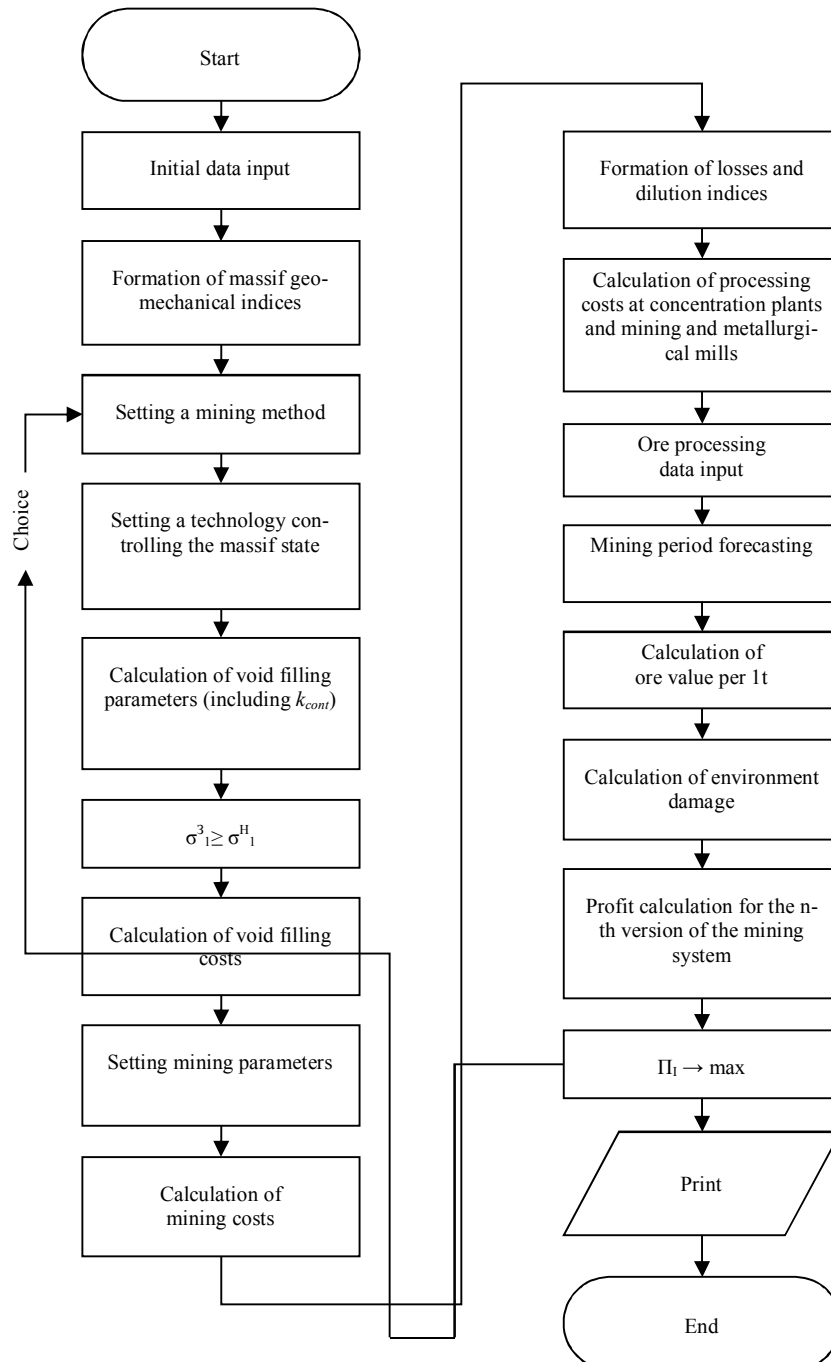 Start
Initial data input
Formation of massif geo-
mechanical indices
Setting a mining method
Choice
Setting a technology con-
trolling the massif state
Calculation of void filling
parameters (including k_cont)
σ³₁≥ σᴴ₁
Calculation of void filling
costs
Setting mining parameters
Calculation of
mining costs
Formation of losses and
dilution indices
Calculation of processing
costs at concentration plants
and mining and metallurgi-
cal mills
Ore processing
data input
Mining period forecasting
Calculation of
ore value per 1t
Calculation of environment
damage
Profit calculation for the n-
th version of the mining
system
Π_I → max
Print
End